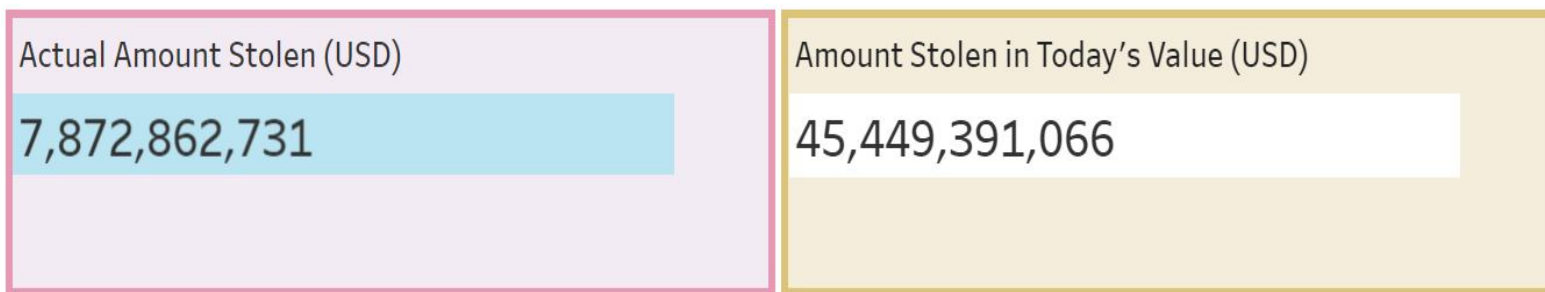 Actual Amount Stolen (USD)
7,872,862,731
Amount Stolen in Today's Value (USD)
45,449,391,066